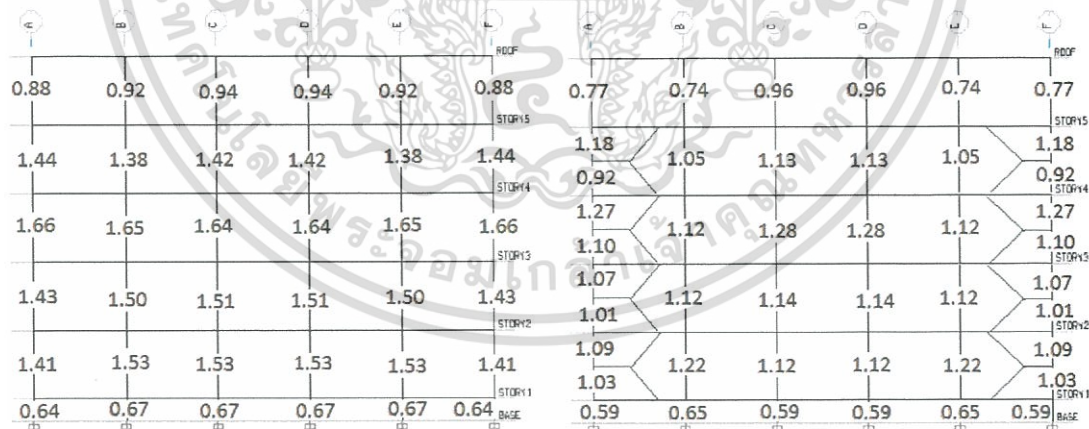 A B C D E F
ROOF
0.88 0.92 0.94 0.94 0.92 0.88
STORY5
1.44 1.38 1.42 1.42 1.38 1.44
STORY4
1.66 1.65 1.64 1.64 1.65 1.66
STORY3
1.43 1.50 1.51 1.51 1.50 1.43
STORY2
1.41 1.53 1.53 1.53 1.53 1.41
STORY1
0.64 0.67 0.67 0.67 0.67 0.64
BASE
A B C D E F
ROOF
0.77 0.74 0.96 0.96 0.74 0.77
STORY5
1.18 1.05 1.13 1.13 1.05 1.18
0.92 0.92
STORY4
1.27 1.12 1.28 1.28 1.12 1.27
1.10 1.10
STORY3
1.07 1.12 1.14 1.14 1.12 1.07
1.01 1.01
STORY2
1.09 1.22 1.12 1.12 1.22 1.09
1.03 1.03
STORY1
0.59 0.65 0.59 0.59 0.65 0.59
BASE